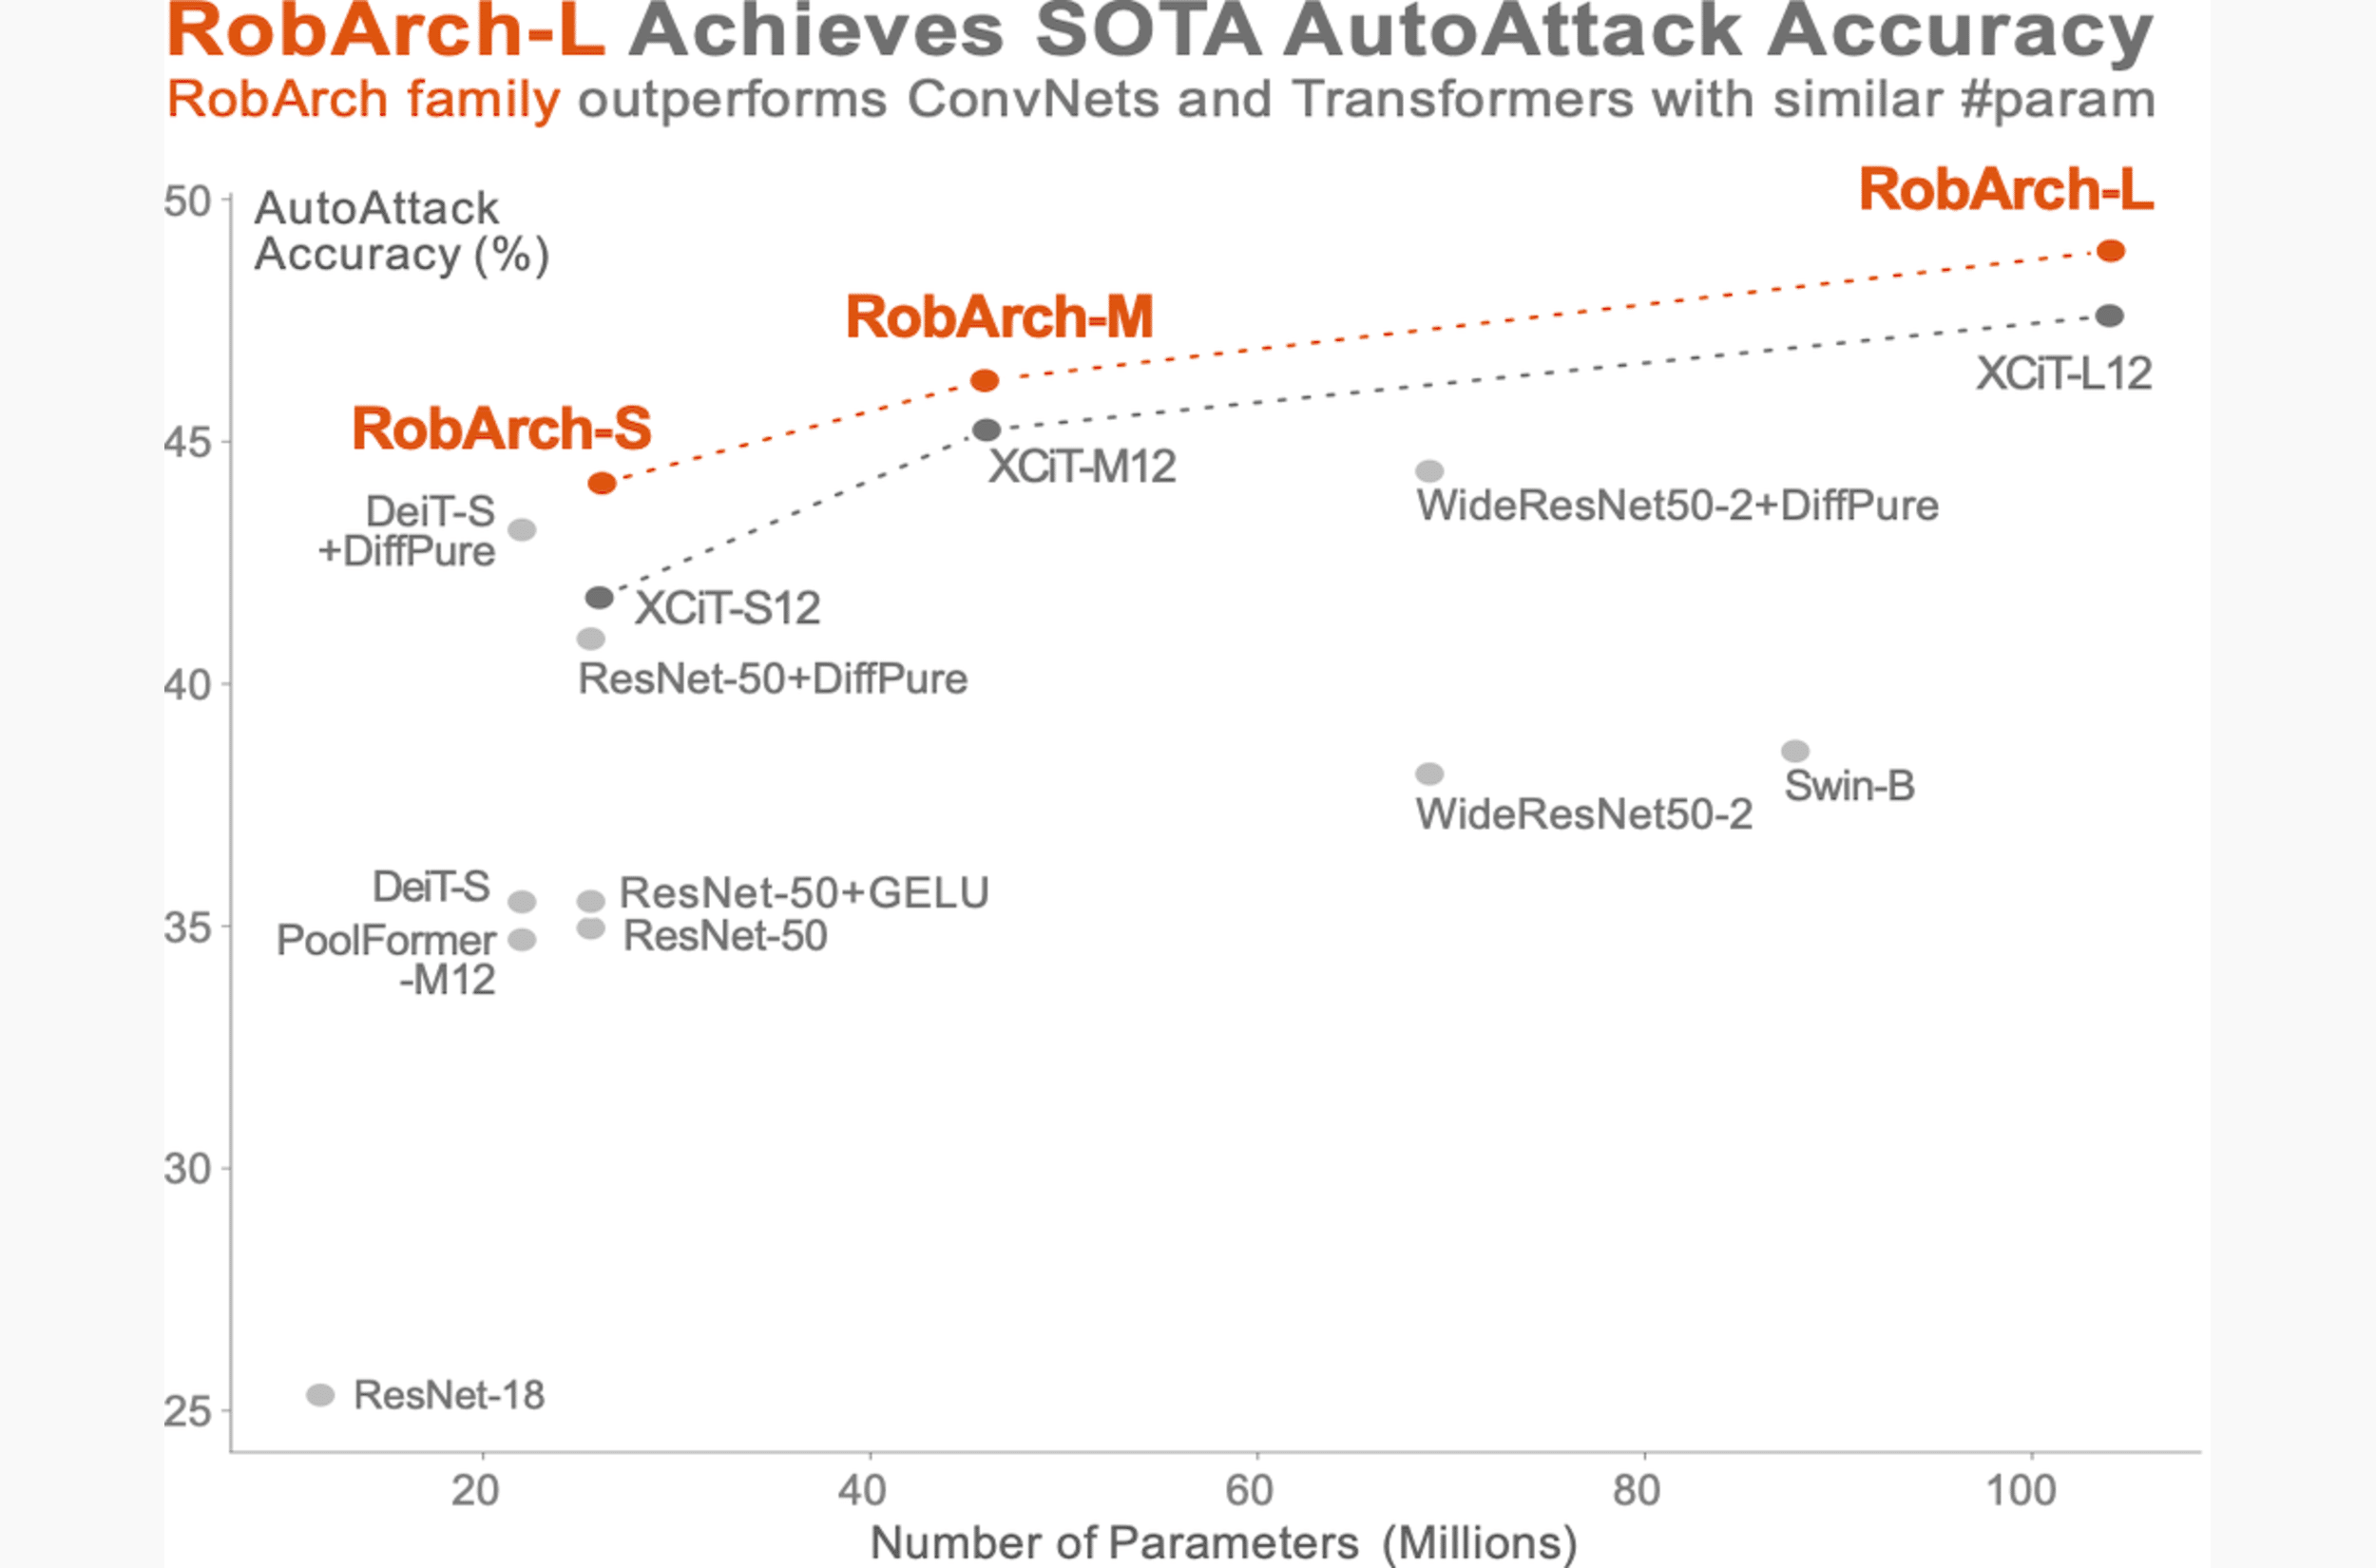 RobArch-L Achieves SOTA AutoAttack Accuracy
RobArch family outperforms ConvNets and Transformers with similar #param
50
AutoAttack
Accuracy (%)
RobArch-L
RobArch-M
XCiT-L12
RobArch-S
45
XCiT-M12
WideResNet50-2+DiffPure
DeiT-S
+DiffPure
XCiT-S12
ResNet-50+DiffPure
40
Swin-B
WideResNet50-2
DeiT-S
ResNet-50+GELU
35
PoolFormer
-M12
ResNet-50
30
ResNet-18
25
20
40
60
80
100
Number of Parameters (Millions)